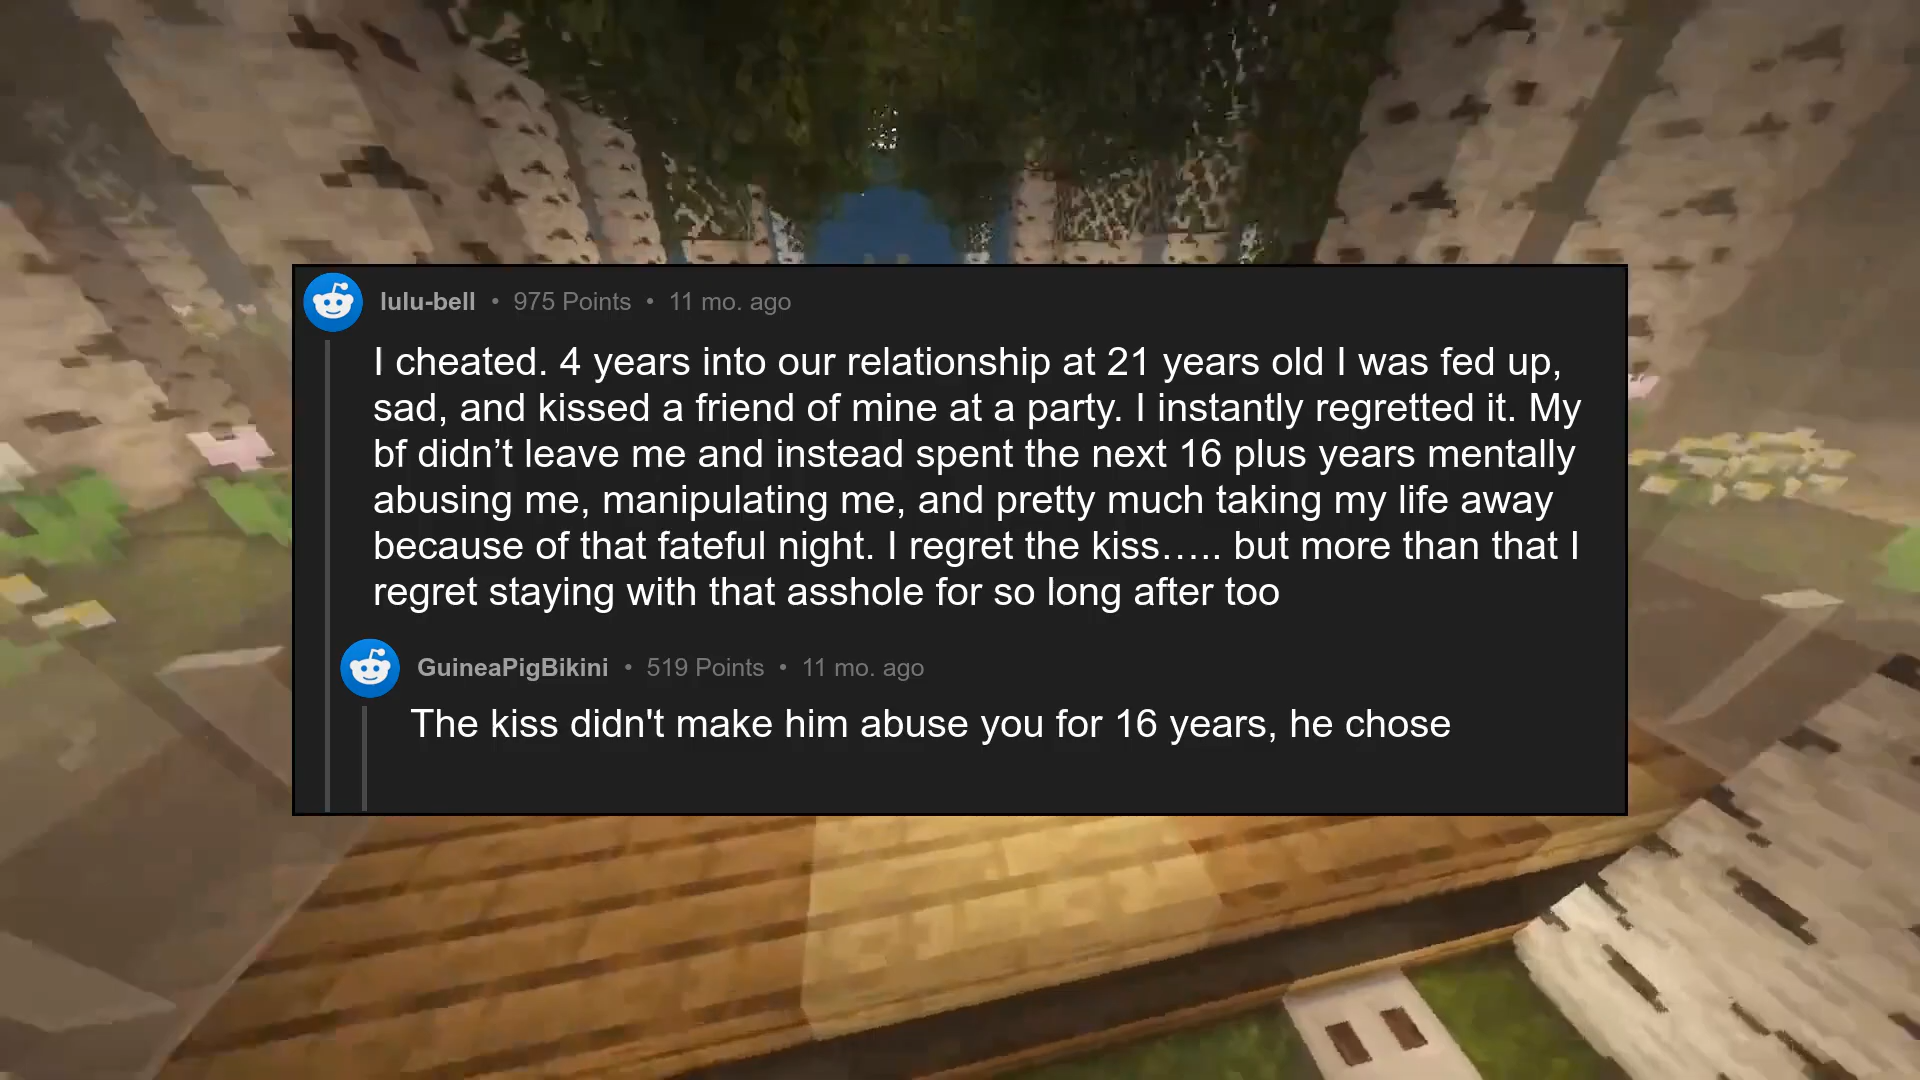 lulu-bell • 975 Points • 11 mo. ago
I cheated. 4 years into our relationship at 21 years old I was fed up,
sad, and kissed a friend of mine at a party. I instantly regretted it. My
bf didn’t leave me and instead spent the next 16 plus years mentally
abusing me, manipulating me, and pretty much taking my life away
because of that fateful night. I regret the kiss….. but more than that I
regret staying with that asshole for so long after too
GuineaPigBikini • 519 Points • 11 mo. ago
The kiss didn't make him abuse you for 16 years, he chose